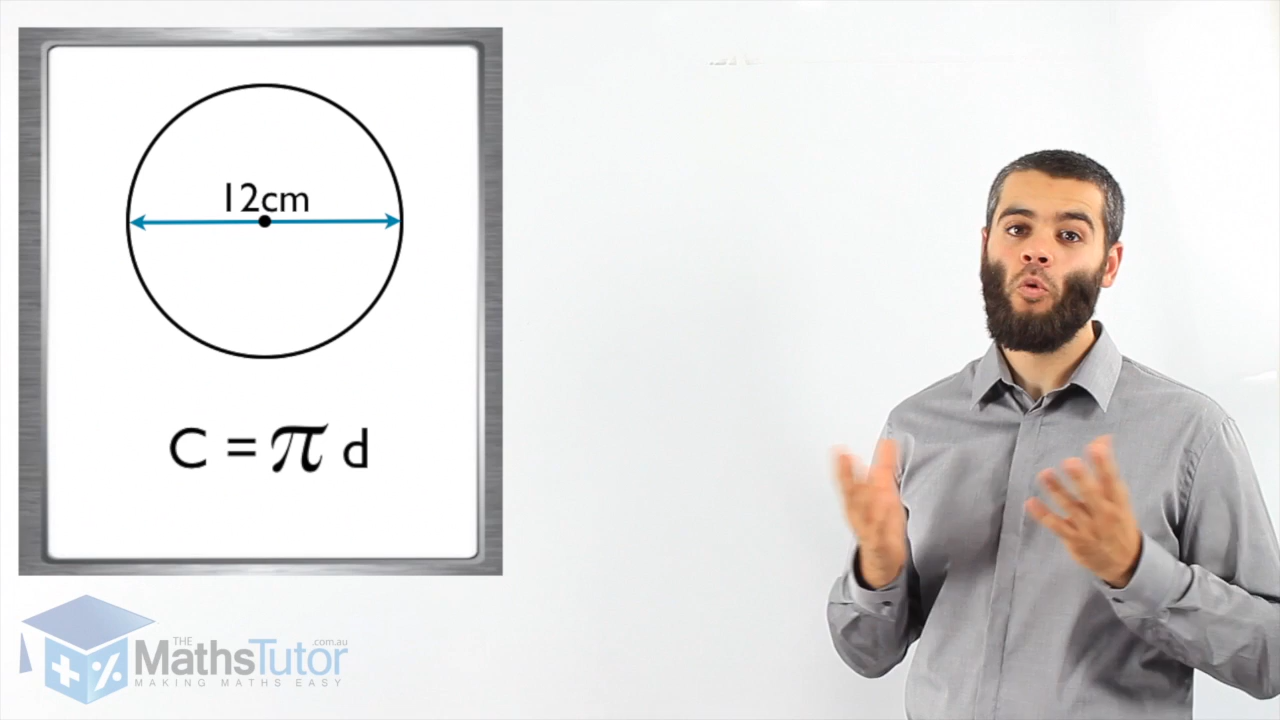 12cm
C = π d
THE
.com.au
MathsTutor
MAKING MATHS EASY